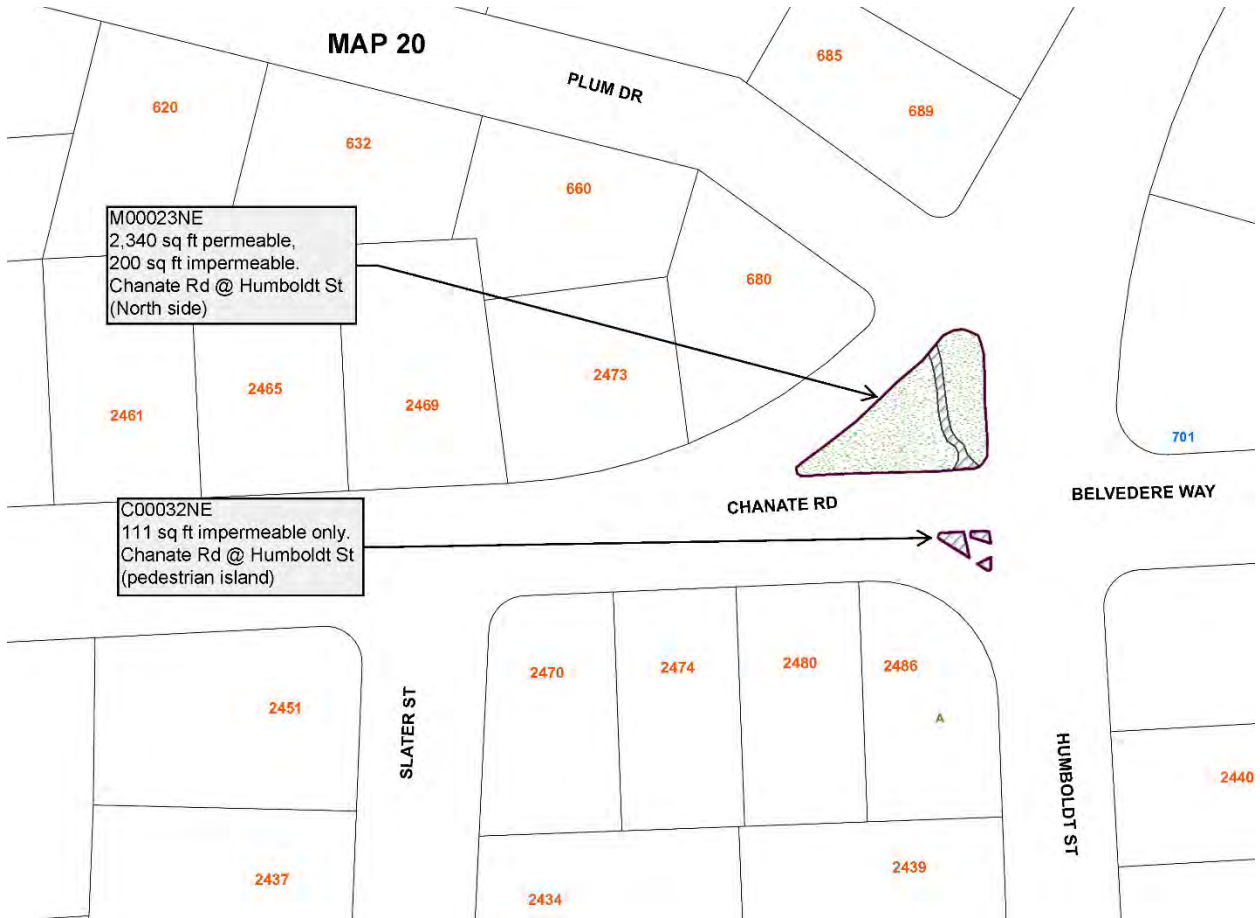 MAP 20
PLUM DR
685
689
620
632
660
680
M00023NE
2,340 sq ft permeable,
200 sq ft impermeable.
Chanate Rd @ Humboldt St
(North side)
2461
2465
2469
2473
701
CHANATE RD
BELVEDERE WAY
C00032NE
111 sq ft impermeable only.
Chanate Rd @ Humboldt St
(pedestrian island)
2451
SLATER ST
2470
2474
2480
2486
A
HUMBOLDT ST
2440
2437
2434
2439